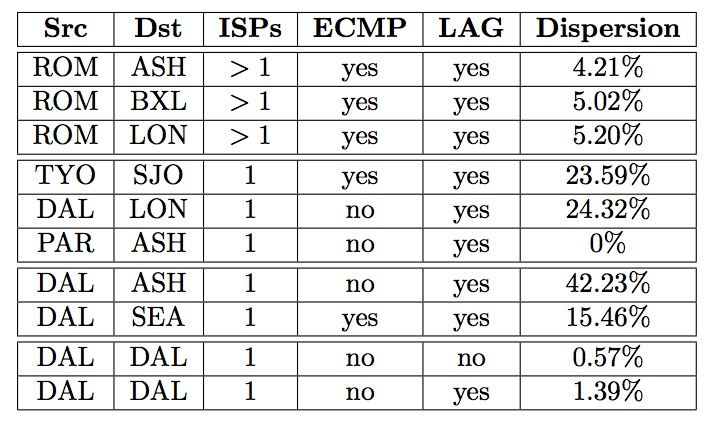 Src Dst ISPs ECMP LAG Dispersion
ROM ASH > 1 yes yes 4.21%
ROM BXL > 1 yes yes 5.02%
ROM LON > 1 yes yes 5.20%
TYO SJO 1 yes yes 23.59%
DAL LON 1 no yes 24.32%
PAR ASH 1 no yes 0%
DAL ASH 1 no yes 42.23%
DAL SEA 1 yes yes 15.46%
DAL DAL 1 no no 0.57%
DAL DAL 1 no yes 1.39%